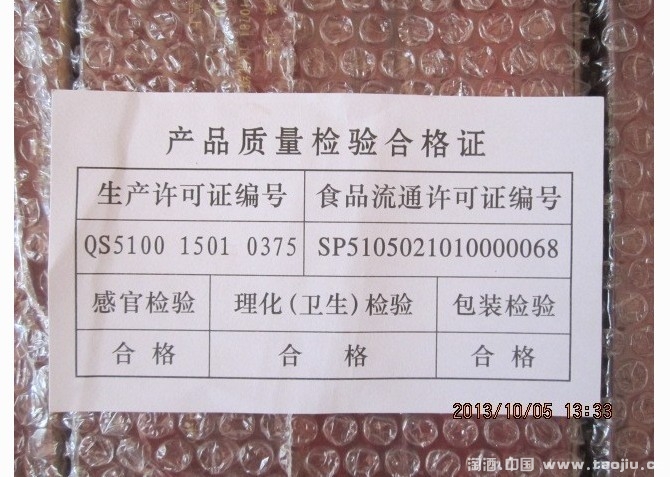 产品质量检验合格证
生产许可证编号 食品流通许可证编号
QS5100 1501 0375 SP5105021010000068
感官检验 理化(卫生)检验 包装检验
合格 合格 合格
2013/10/05 13:33
淘酒中国 www.taojiu.c